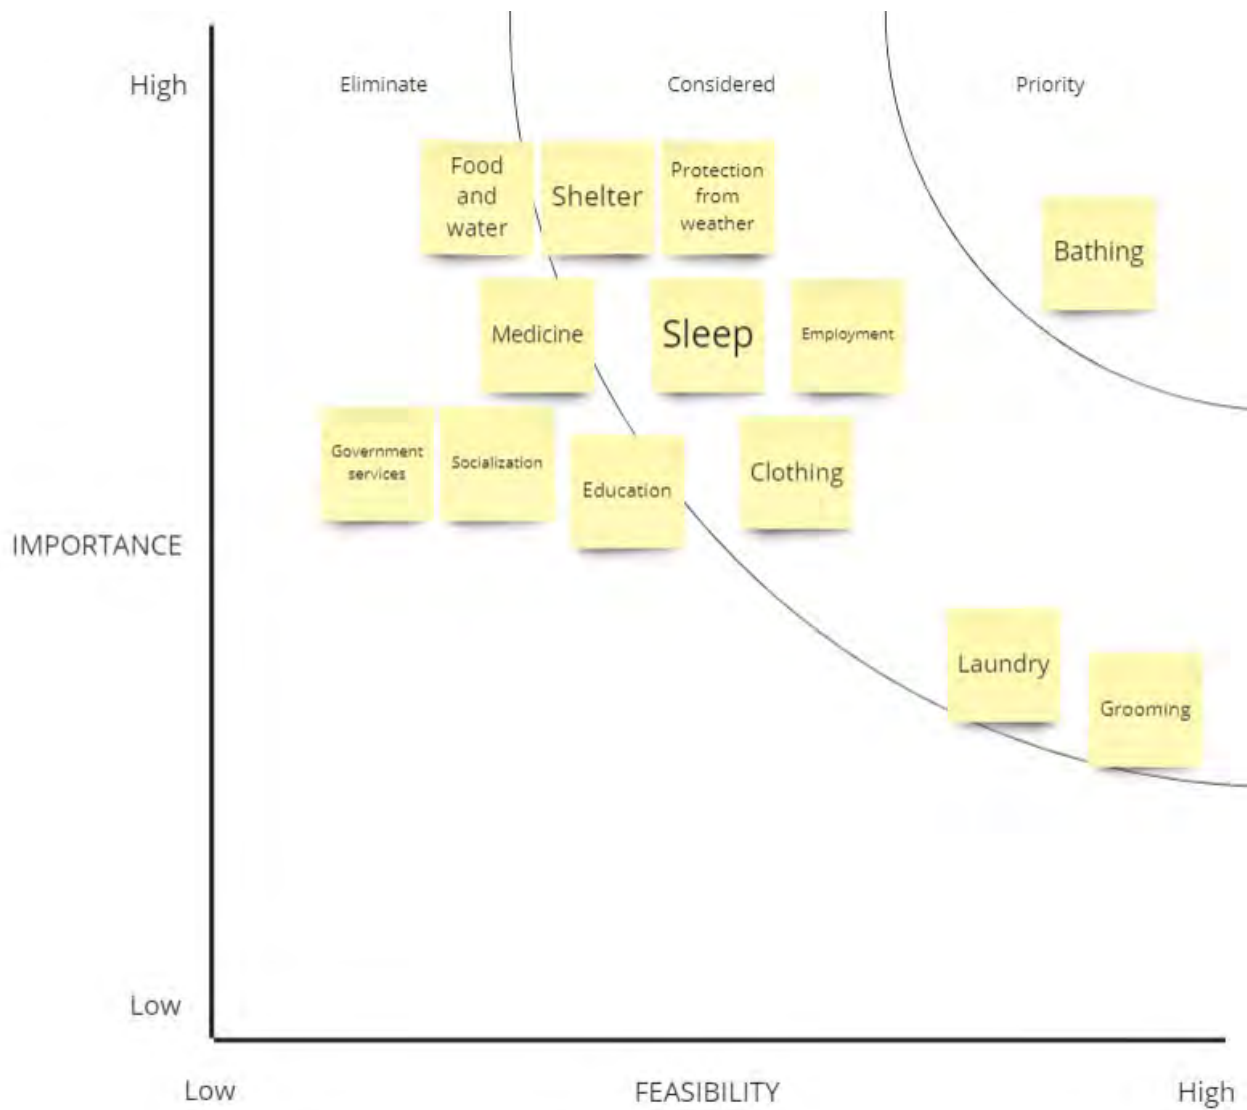 High
Eliminate
Considered
Priority
Food
and
water
Shelter
Protection
from
weather
Bathing
Medicine
Sleep
Employment
Government
services
Socialization
Education
Clothing
IMPORTANCE
Laundry
Grooming
Low
Low
FEASIBILITY
High